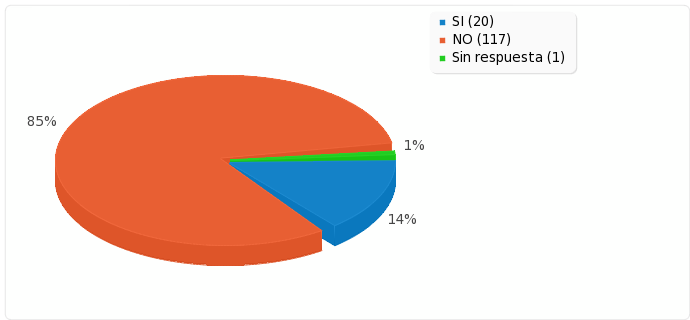 SI (20)
NO (117)
Sin respuesta (1)
85%
1%
14%